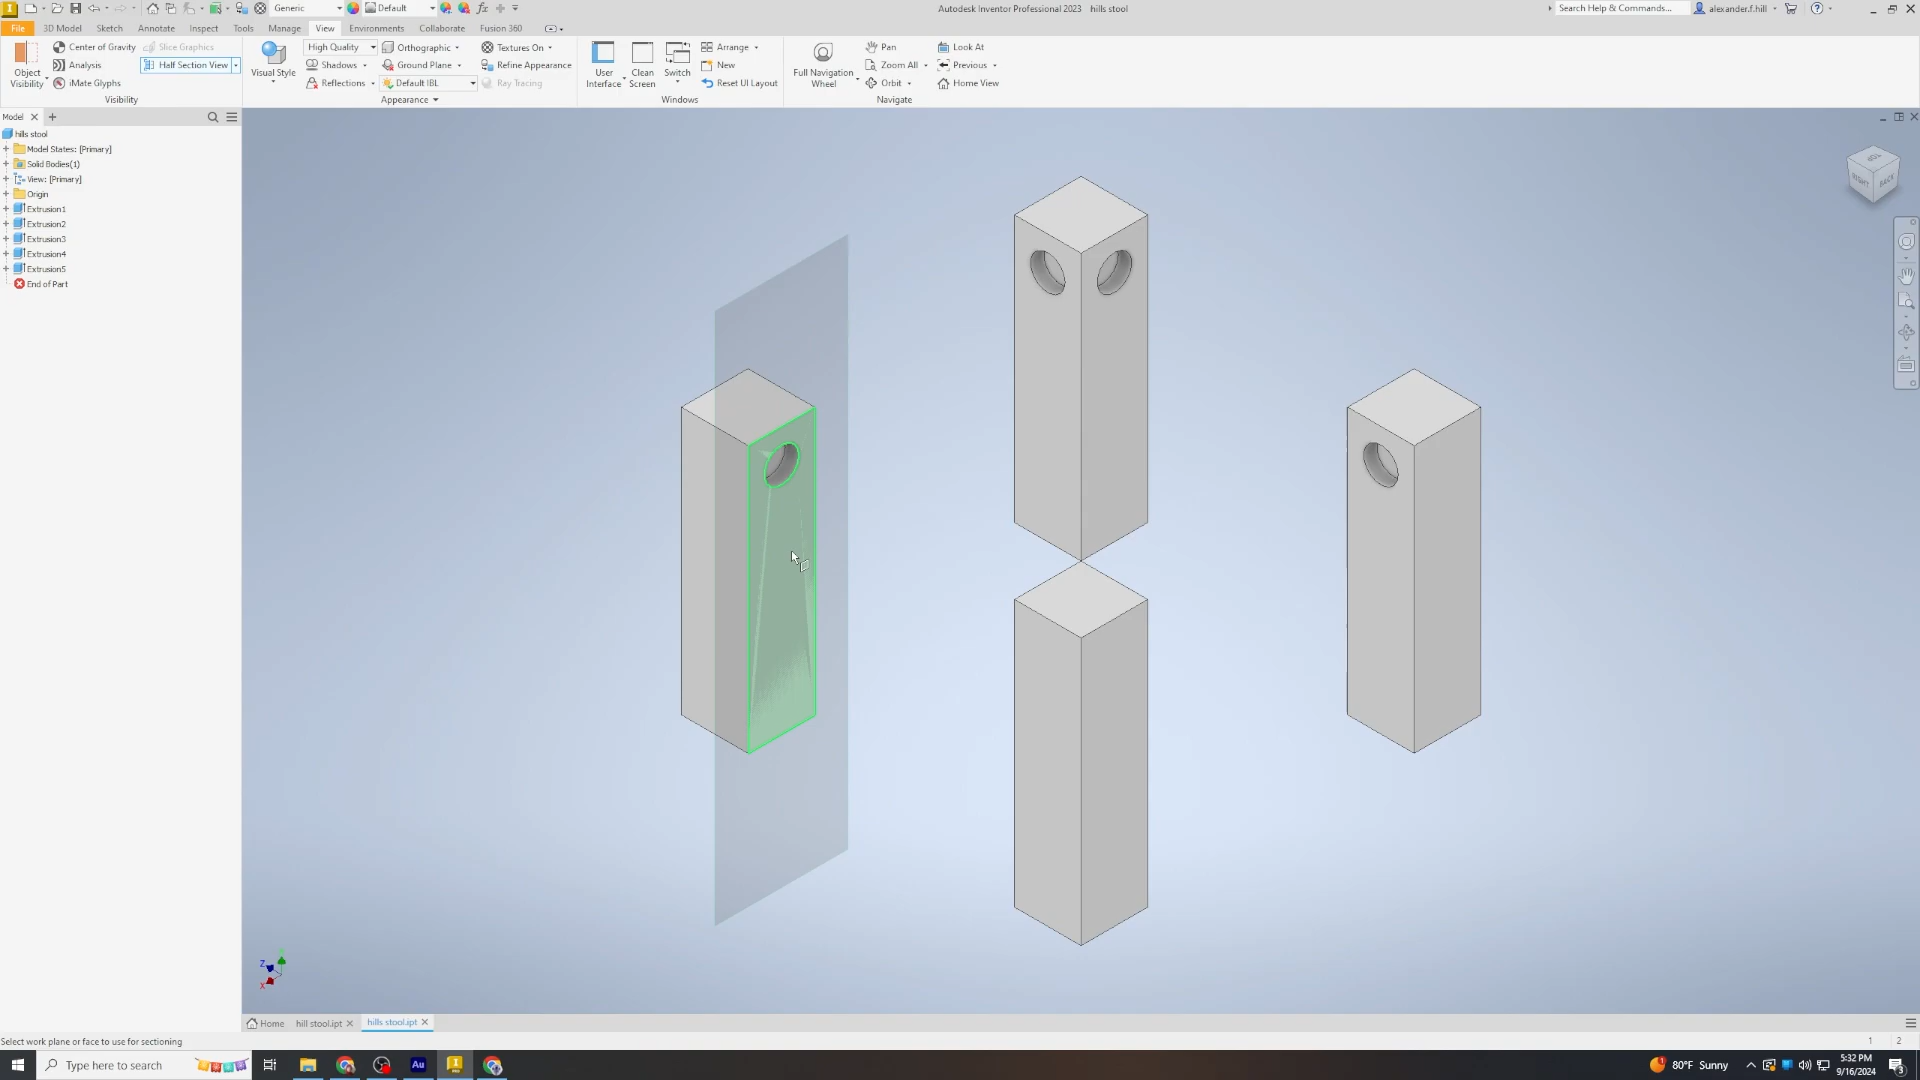 Generic
Default
Autodesk Inventor Professional 2023 hills stool
Search Help & Commands...
alexander.f.hill
File
3D Model
Sketch
Annotate
Inspect
Tools
Manage
View
Environments
Collaborate
Fusion 360
Object
Visibility
Center of Gravity
Analysis
iMate Glyphs
Slice Graphics
Half Section View
Visibility
Visual Style
High Quality
Shadows
Reflections
Orthographic
Ground Plane
Default IBL
Textures On
Refine Appearance
Ray Tracing
Appearance
User
Interface
Clean
Screen
Switch
Arrange
New
Reset UI Layout
Windows
Full Navigation
Wheel
Pan
Zoom All
Orbit
Look At
Previous
Home View
Navigate
Model
hills stool
Model States: [Primary]
Solid Bodies(1)
View: [Primary]
Origin
Extrusion1
Extrusion2
Extrusion3
Extrusion4
Extrusion5
End of Part
RIGHT
BACK
Z
X
Home
hill stool.ipt
hills stool.ipt
Select work plane or face to use for sectioning
1 2
Type here to search
Au
80°F Sunny
5:32 PM
9/16/2024
3